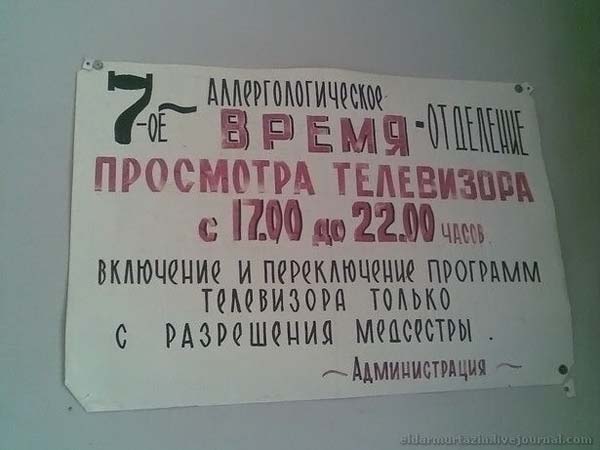 7-ое АЛЛЕРГОЛОГИЧЕСКОЕ -ОТДЕЛЕНИЕ
ВРЕМЯ
ПРОСМОТРА ТЕЛЕВИЗОРА
с 17.00 до 22.00 ЧАСОВ.
ВКЛЮЧЕНИЕ И ПЕРЕКЛЮЧЕНИЕ ПРОГРАММ
ТЕЛЕВИЗОРА ТОЛЬКО
С РАЗРЕШЕНИЯ МЕДСЕСТРЫ.
~ Администрация ~
eldarmurtazin.livejournal.com